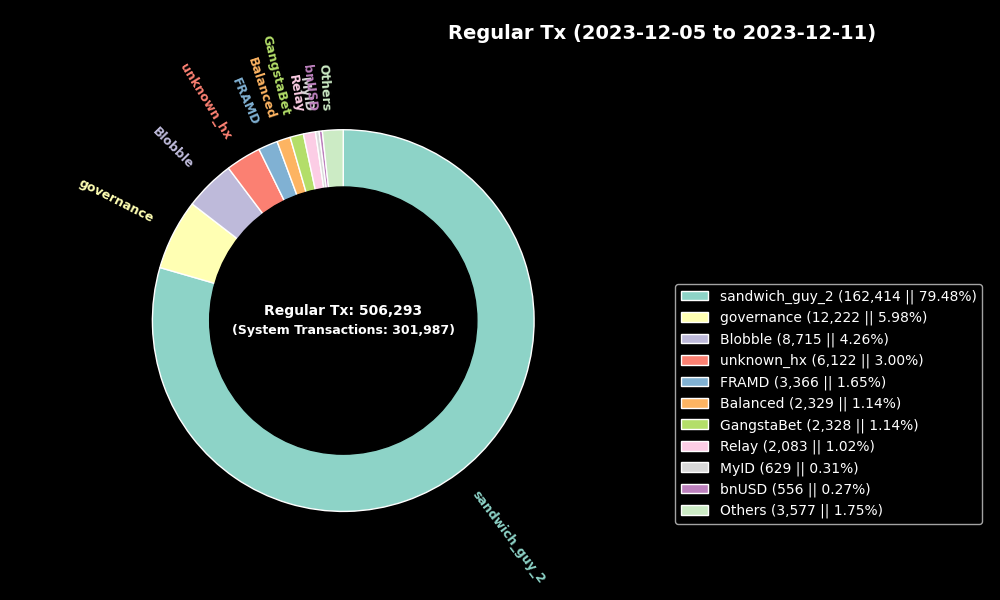 Regular Tx (2023-12-05 to 2023-12-11)
Others
bnUSD
MyID
Relay
GangstaBet
Balanced
FRAMD
unknown_hx
Blobble
governance
Regular Tx: 506,293
(System Transactions: 301,987)
sandwich_guy_2
sandwich_guy_2 (162,414 || 79.48%)
governance (12,222 || 5.98%)
Blobble (8,715 || 4.26%)
unknown_hx (6,122 || 3.00%)
FRAMD (3,366 || 1.65%)
Balanced (2,329 || 1.14%)
GangstaBet (2,328 || 1.14%)
Relay (2,083 || 1.02%)
MyID (629 || 0.31%)
bnUSD (556 || 0.27%)
Others (3,577 || 1.75%)